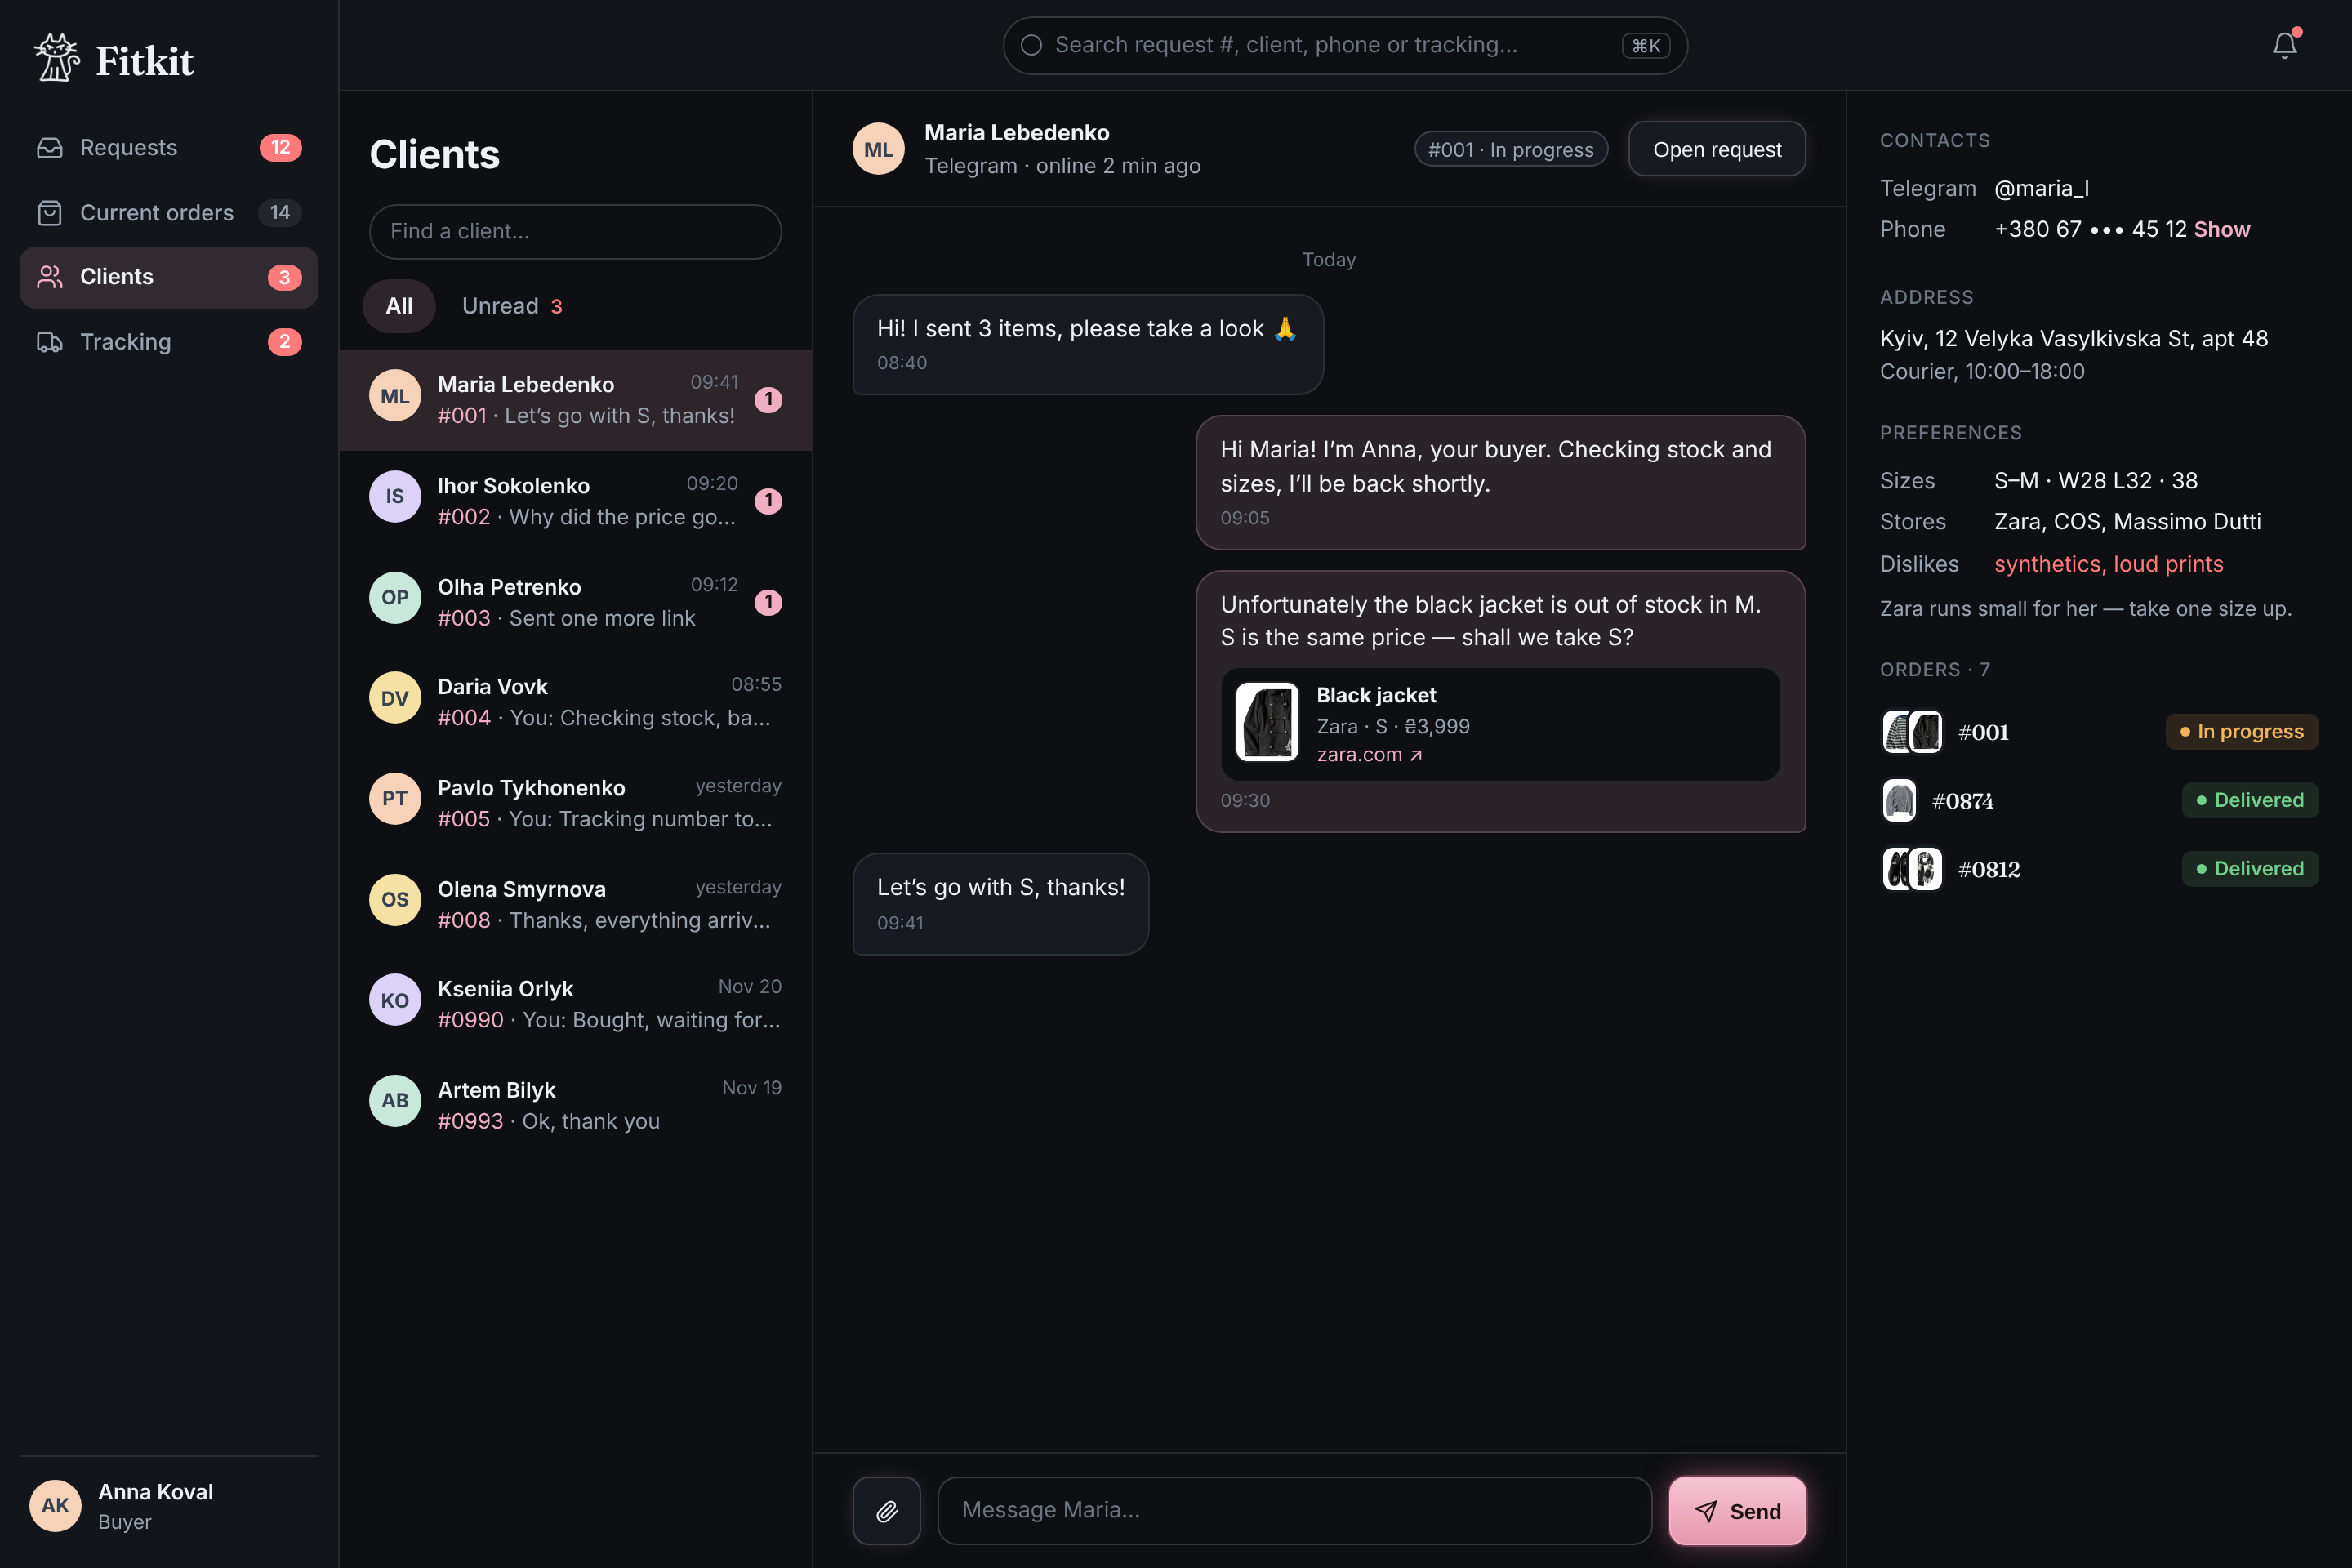 Fitkit
Requests 12
Current orders 14
Clients 3
Tracking 2
Anna Koval
AK
Buyer
Search request #, client, phone or tracking... ⌘K
Clients
Find a client...
All Unread 3
ML Maria Lebedenko 09:41
#001 · Let’s go with S, thanks! 1
IS Ihor Sokolenko 09:20
#002 · Why did the price go... 1
OP Olha Petrenko 09:12
#003 · Sent one more link 1
DV Daria Vovk 08:55
#004 · You: Checking stock, ba...
PT Pavlo Tykhonenko yesterday
#005 · You: Tracking number to...
OS Olena Smyrnova yesterday
#008 · Thanks, everything arriv...
KO Kseniia Orlyk Nov 20
#0990 · You: Bought, waiting for...
AB Artem Bilyk Nov 19
#0993 · Ok, thank you
ML Maria Lebedenko
Telegram · online 2 min ago
#001 · In progress Open request
Today
Hi! I sent 3 items, please take a look 🙏
08:40
Hi Maria! I’m Anna, your buyer. Checking stock and
sizes, I’ll be back shortly.
09:05
Unfortunately the black jacket is out of stock in M.
S is the same price — shall we take S?
Black jacket
Zara · S · ₴3,999
zara.com ↗
09:30
Let’s go with S, thanks!
09:41
Message Maria...
Send
CONTACTS
Telegram @maria_l
Phone +380 67 ••• 45 12 Show
ADDRESS
Kyiv, 12 Velyka Vasylkivska St, apt 48
Courier, 10:00–18:00
PREFERENCES
Sizes S–M · W28 L32 · 38
Stores Zara, COS, Massimo Dutti
Dislikes synthetics, loud prints
Zara runs small for her — take one size up.
ORDERS · 7
#001 In progress
#0874 Delivered
#0812 Delivered